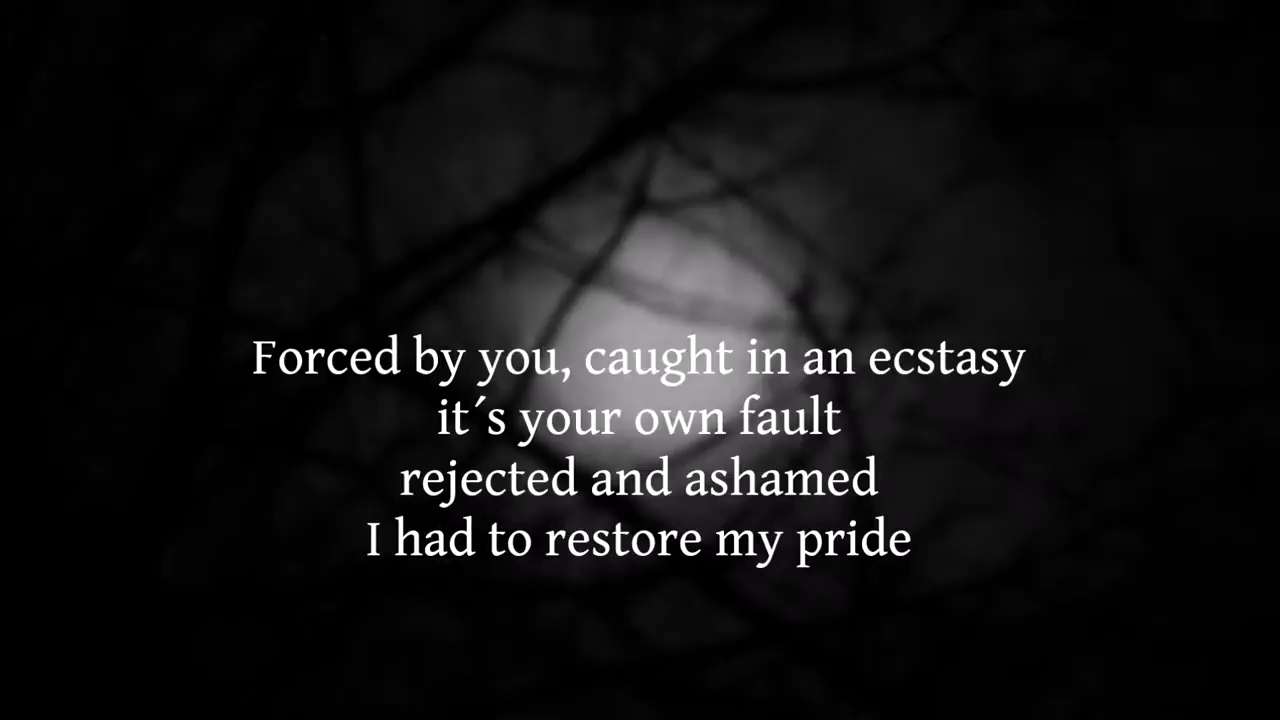 Forced by you, caught in an ecstasy
it´s your own fault
rejected and ashamed
I had to restore my pride